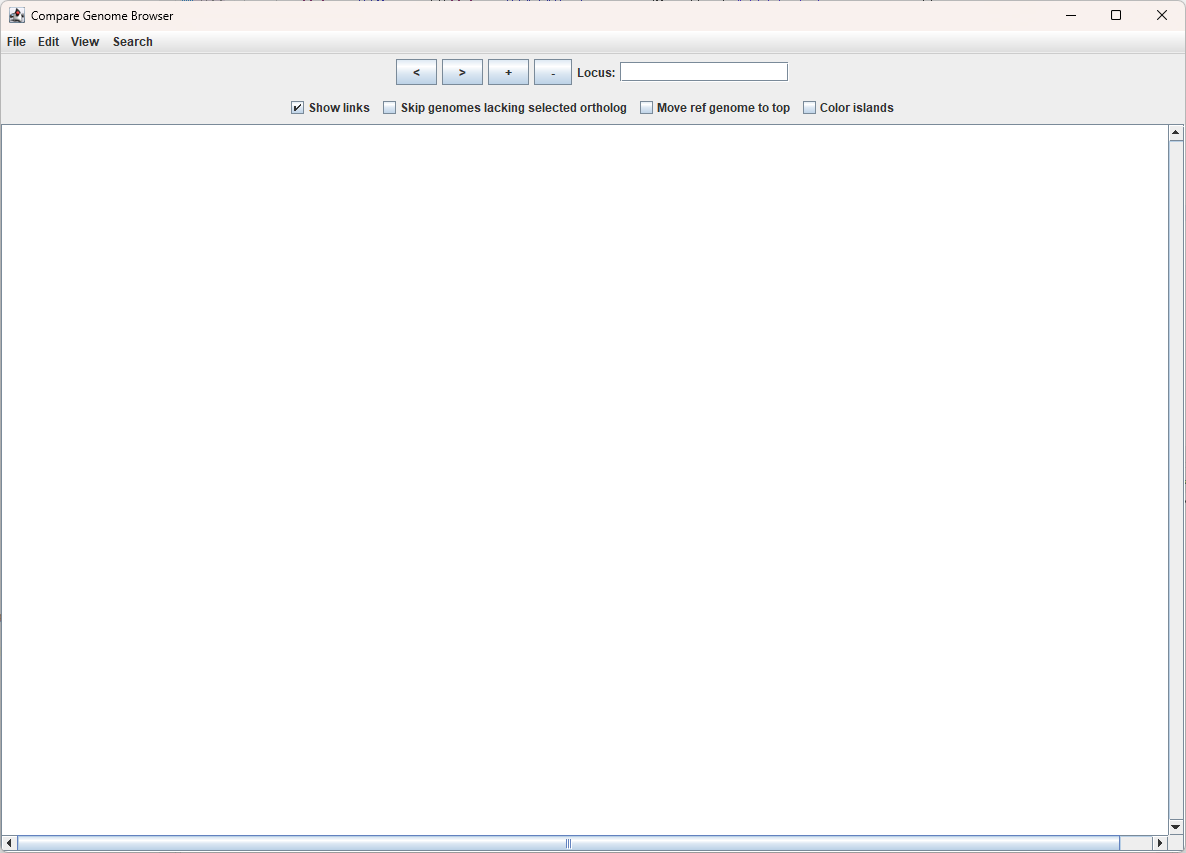 Compare Genome Browser
File Edit View Search
< > + - Locus:
Show links Skip genomes lacking selected ortholog Move ref genome to top Color islands